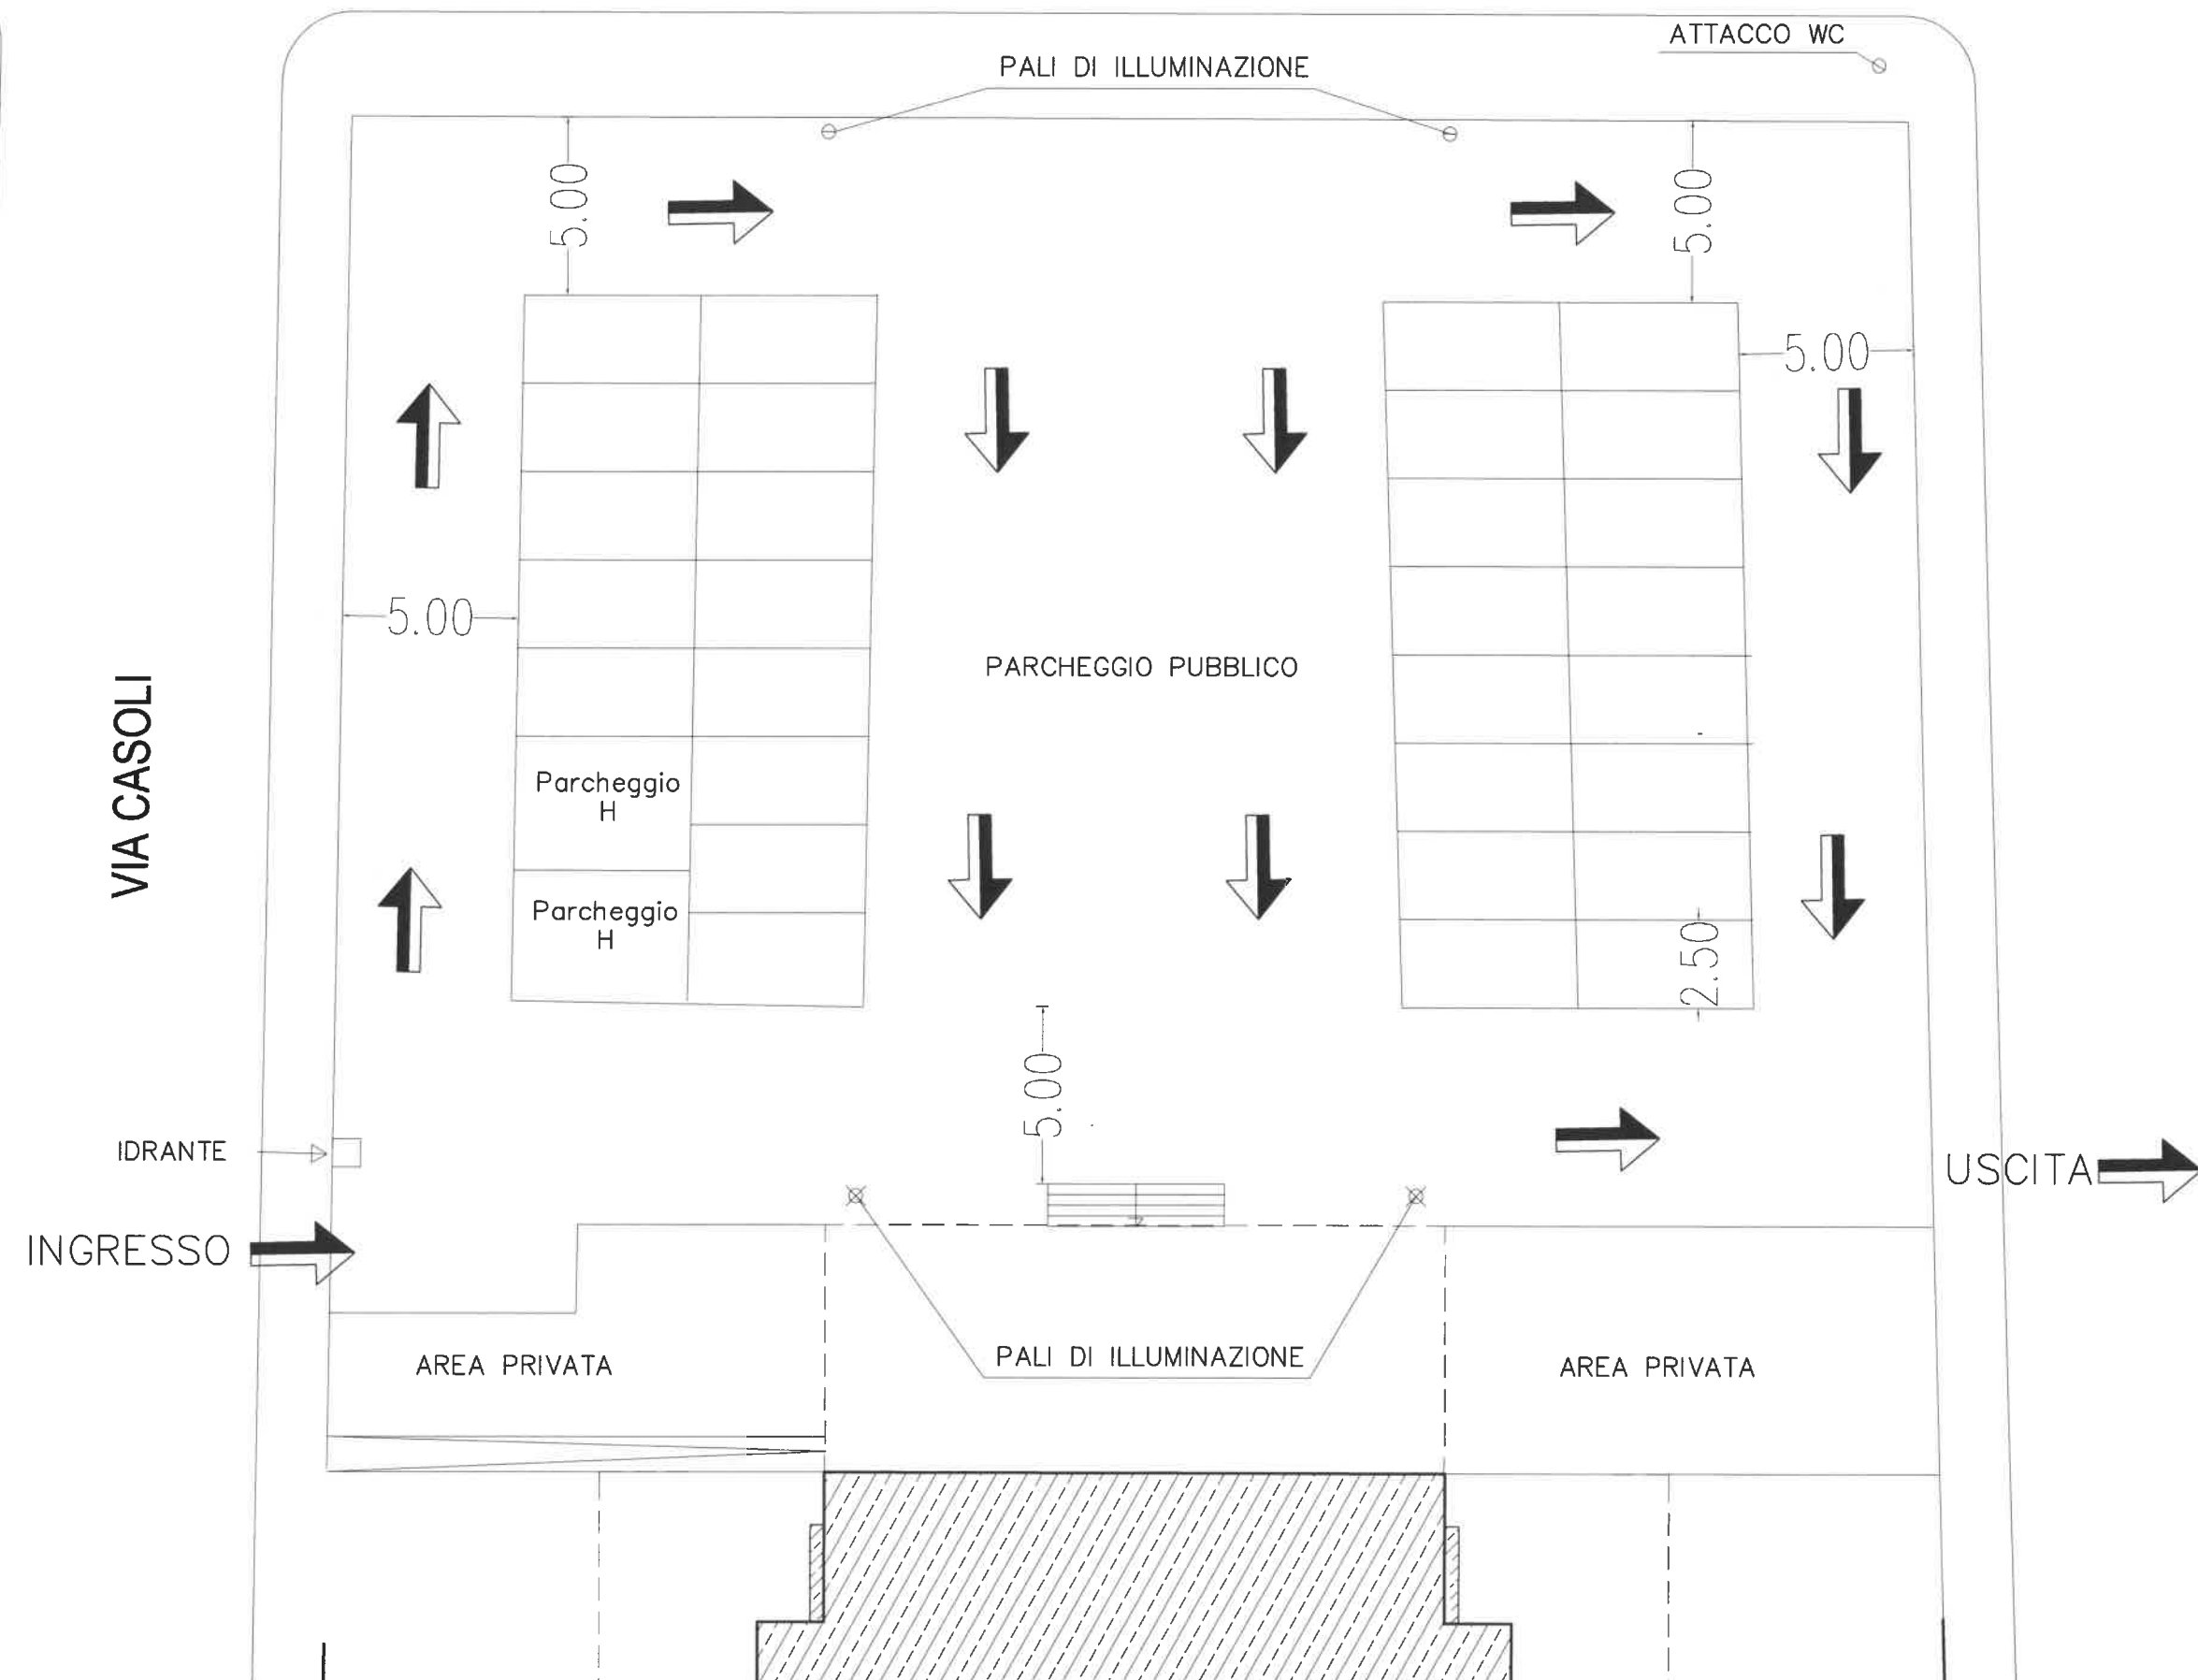 ATTACCO WC
PALI DI ILLUMINAZIONE
5.00
5.00
5.00
5.00
PARCHEGGIO PUBBLICO
VIA CASOLI
Parcheggio
H
Parcheggio
H
2.50
5.00
IDRANTE
USCITA
INGRESSO
PALI DI ILLUMINAZIONE
AREA PRIVATA
AREA PRIVATA